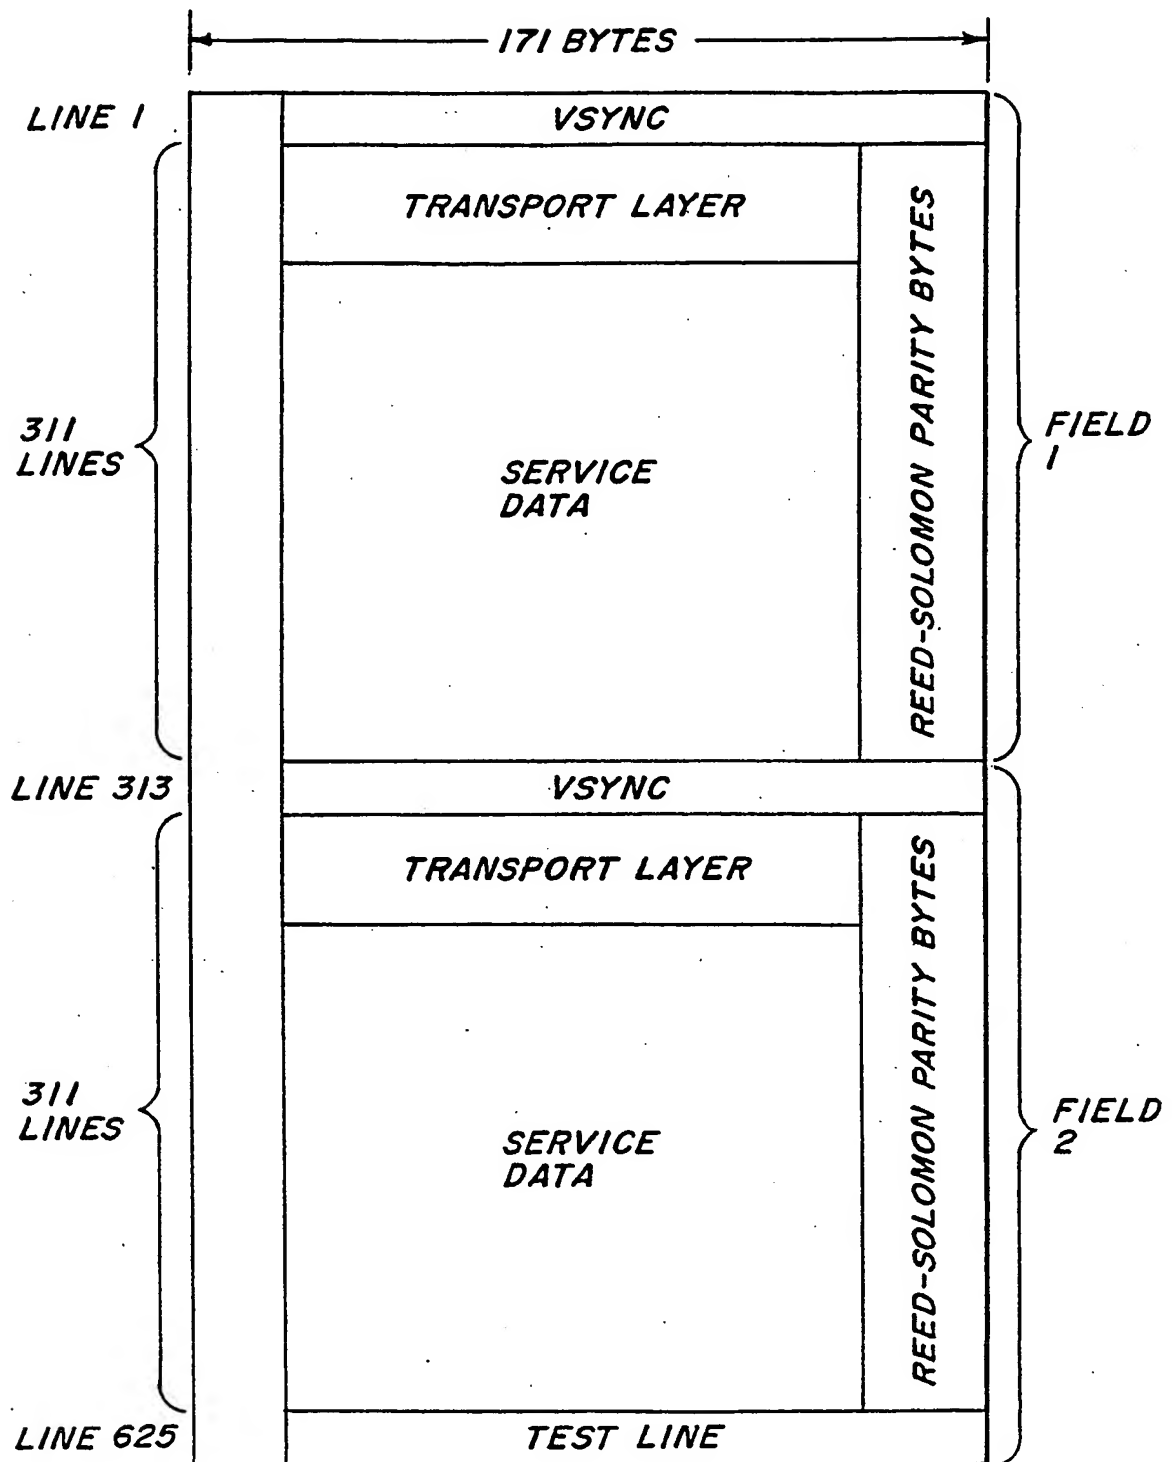 171 BYTES
LINE 1
VSYNC
TRANSPORT LAYER
REED-SOLOMON PARITY BYTES
311
LINES
SERVICE
DATA
FIELD
1
LINE 313
VSYNC
TRANSPORT LAYER
REED-SOLOMON PARITY BYTES
311
LINES
SERVICE
DATA
FIELD
2
LINE 625
TEST LINE